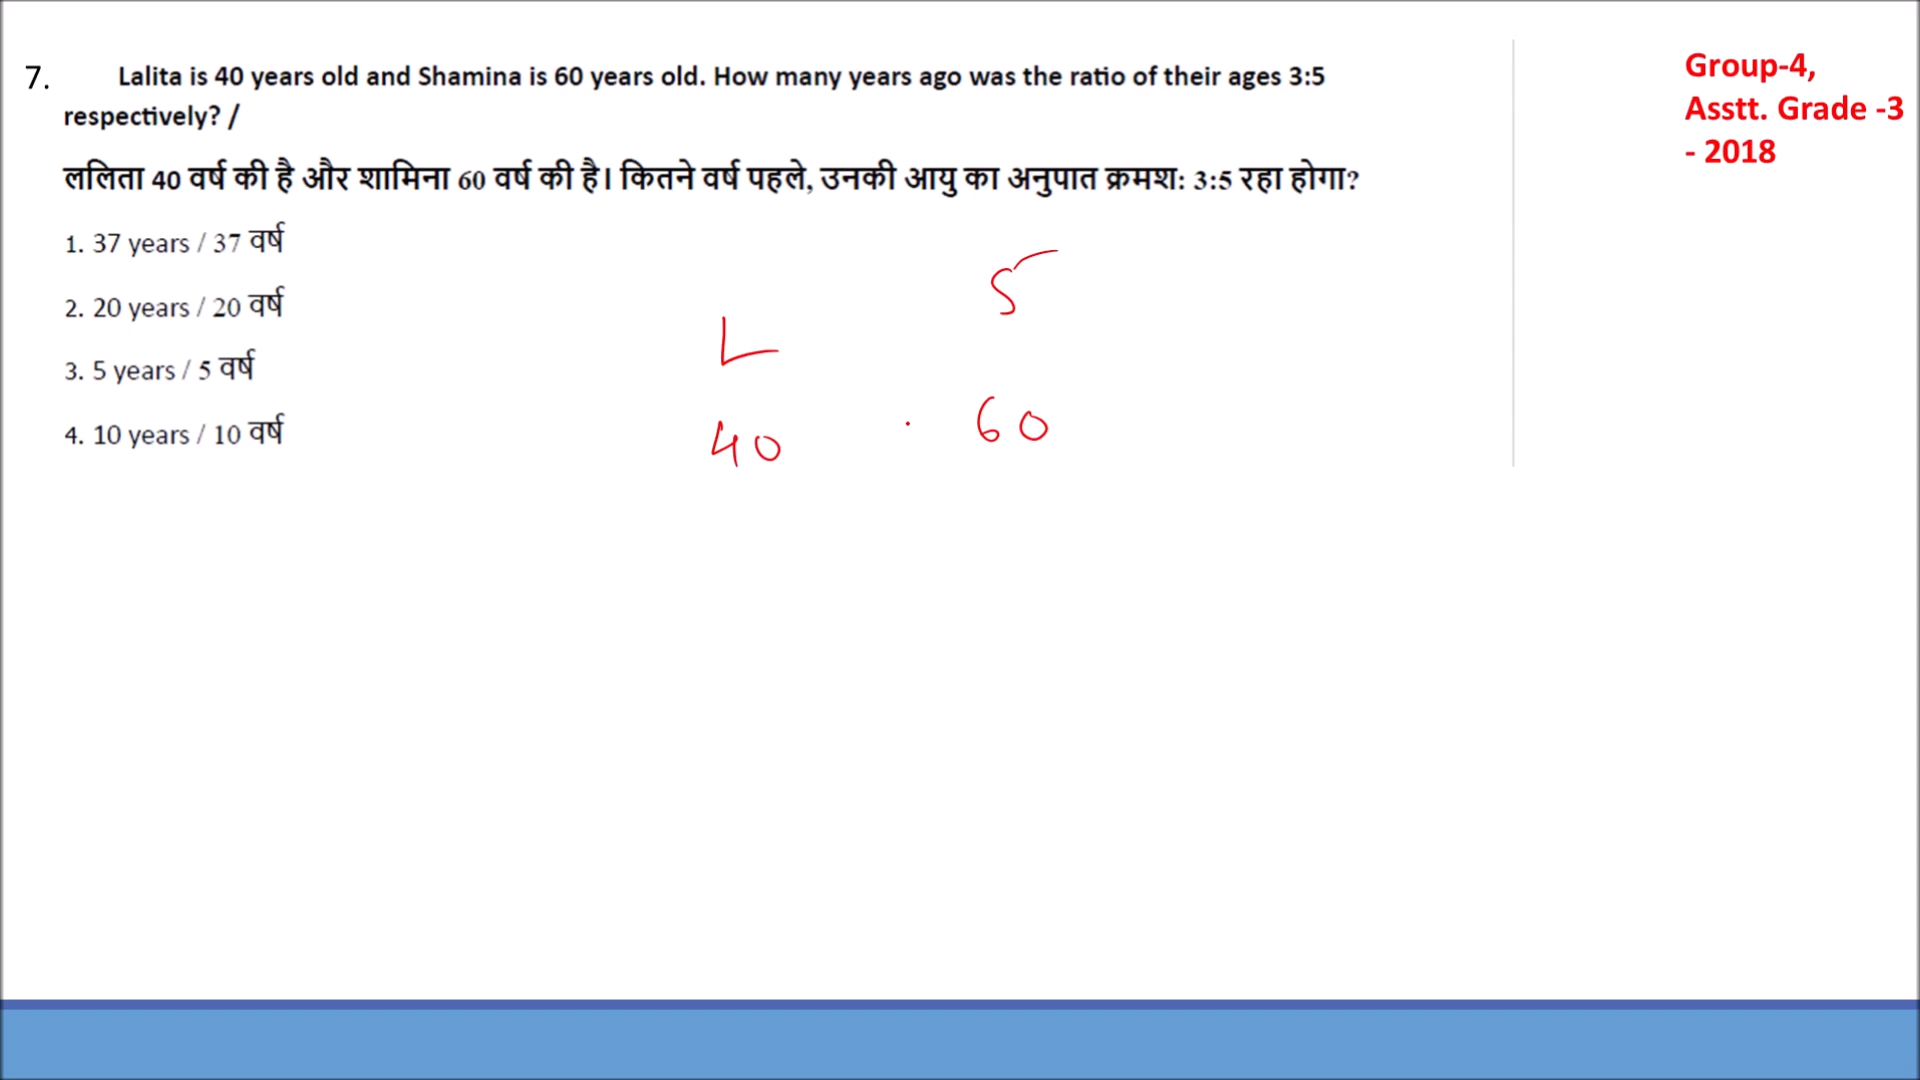 7. Lalita is 40 years old and Shamina is 60 years old. How many years ago was the ratio of their ages 3:5
respectively? /
ललिता 40 वर्ष की है और शामिना 60 वर्ष की है। कितने वर्ष पहले, उनकी आयु का अनुपात क्रमश: 3:5 रहा होगा?
1. 37 years / 37 वर्ष
2. 20 years / 20 वर्ष
3. 5 years / 5 वर्ष
4. 10 years / 10 वर्ष
Group-4,
Asstt. Grade -3
- 2018
L S
40 . 60